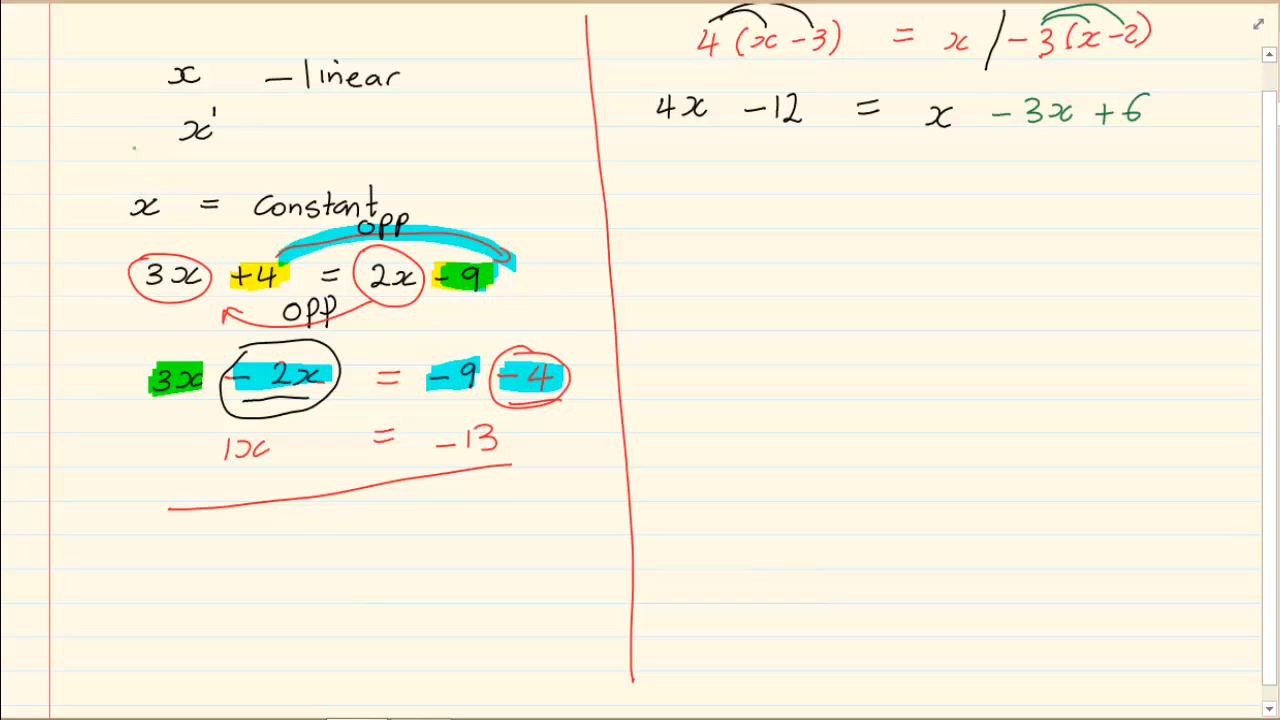 x - linear
x¹
x = constant
opp
3x +4 = 2x - 9
opp
3x - 2x = - 9 - 4
1x = - 13
4 (x - 3) = x / - 3 (x - 2)
4x - 12 = x - 3x + 6